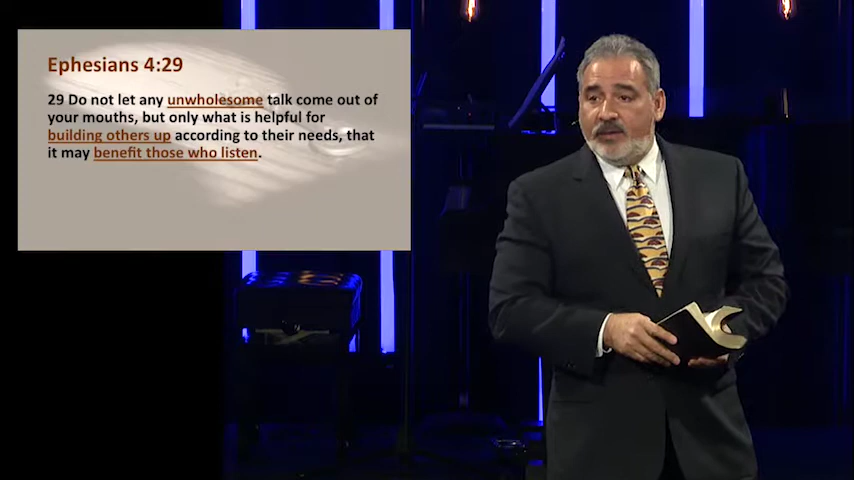 Ephesians 4:29
29 Do not let any unwholesome talk come out of
your mouths, but only what is helpful for
building others up according to their needs, that
it may benefit those who listen.